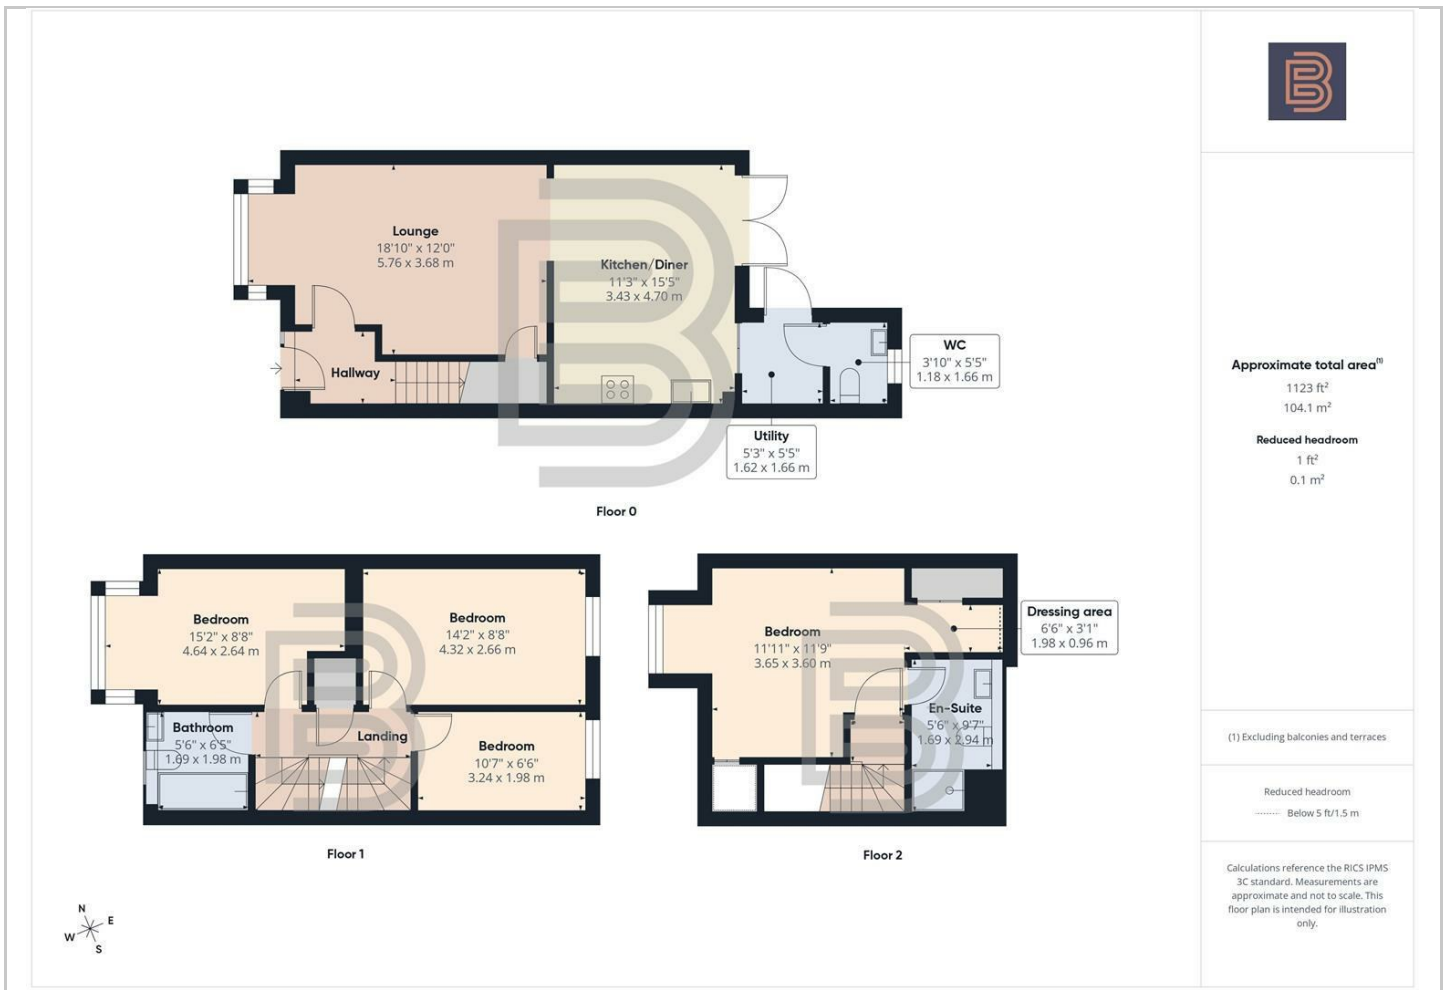 Lounge
18'10" x 12'0"
5.76 x 3.68 m
Kitchen/Diner
11'3" x 15'5"
3.43 x 4.70 m
Hallway
WC
3'10" x 5'5"
1.18 x 1.66 m
Utility
5'3" x 5'5"
1.62 x 1.66 m
Floor 0
Bedroom
15'2" x 8'8"
4.64 x 2.64 m
Bedroom
14'2" x 8'8"
4.32 x 2.66 m
Bathroom
5'6" x 6'5"
1.69 x 1.98 m
Landing
Bedroom
10'7" x 6'6"
3.24 x 1.98 m
Floor 1
Bedroom
11'11" x 11'9"
3.65 x 3.60 m
Dressing area
6'6" x 3'1"
1.98 x 0.96 m
En-Suite
5'6" x 9'7"
1.69 x 2.94 m
Floor 2
N
E
W
S
B
Approximate total area(1)
1123 ft²
104.1 m²
Reduced headroom
1 ft²
0.1 m²
(1) Excluding balconies and terraces
Reduced headroom
Below 5 ft/1.5 m
Calculations reference the RICS IPMS
3C standard. Measurements are
approximate and not to scale. This
floor plan is intended for illustration
only.